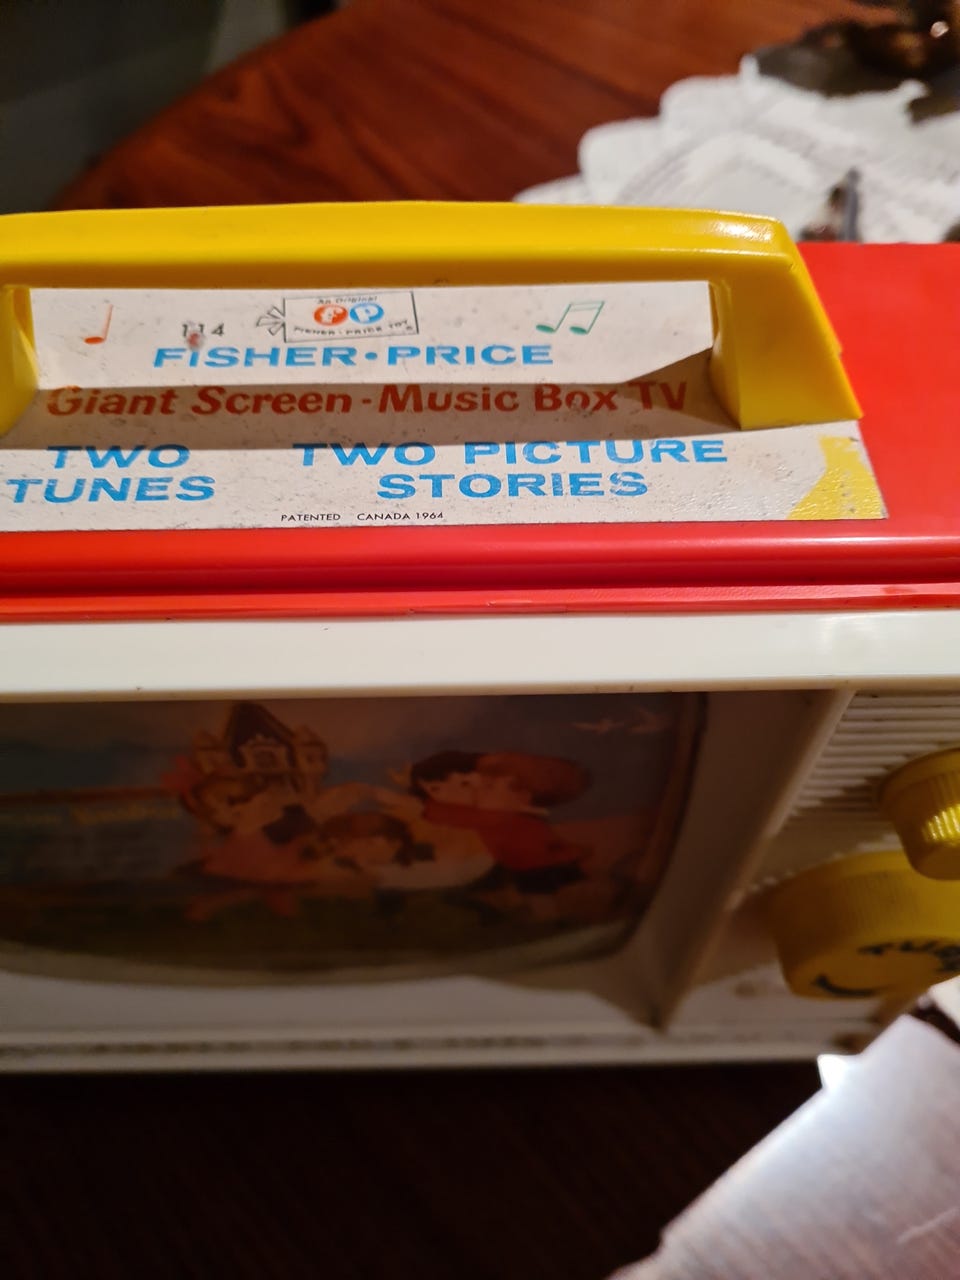 114
An Original
FP
FISHER-PRICE TOY
FISHER·PRICE
Giant Screen-Music Box TV
TWO TUNES
TWO PICTURE STORIES
PATENTED CANADA 1964